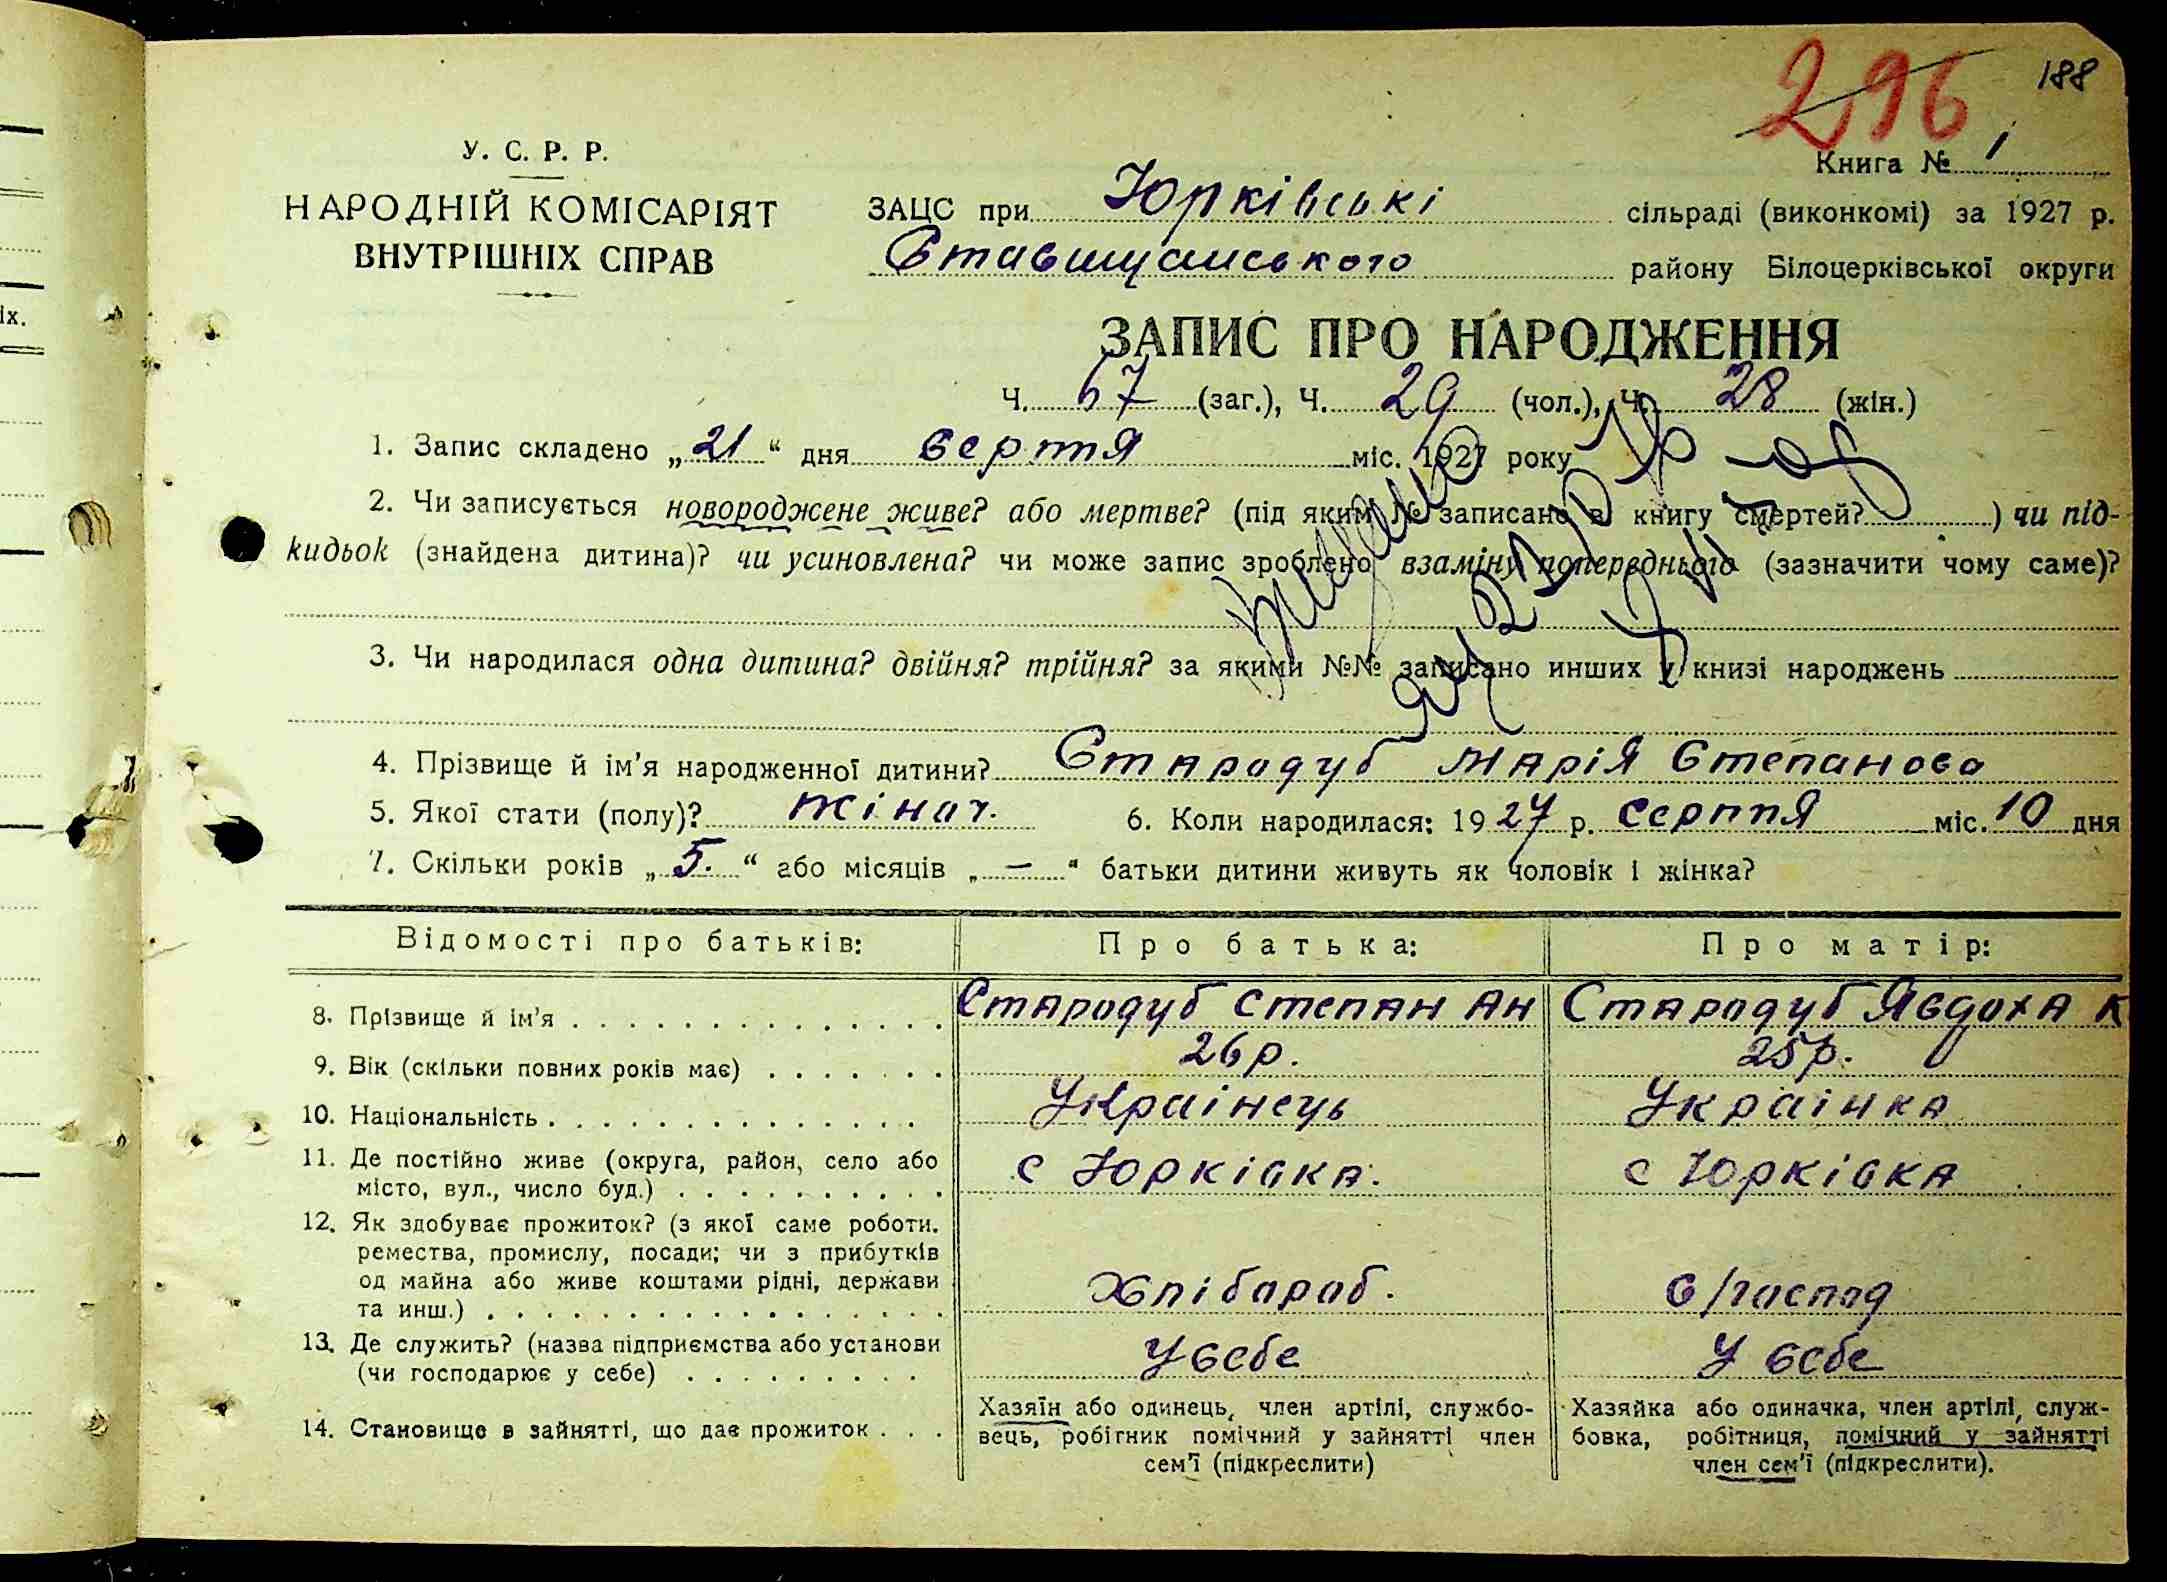 іх.
296
188
У. С. Р. Р.
НАРОДНІЙ КОМІСАРІЯТ
ВНУТРІШНІХ СПРАВ
Книга № 1
ЗАЦС при Юрківські сільраді (виконкомі) за 1927 р.
Ставищанського району Білоцерківської округи
ЗАПИС ПРО НАРОДЖЕННЯ
Ч. 57 (заг.), Ч. 29 (чол.), Ч. 28 (жін.)
1. Запис складено „21“ дня серпня міс. 1927 року
2. Чи записується новороджене живе? або мертве? (під яким № записано в книгу смертей? ) чи під-
кидьок (знайдена дитина)? чи усиновлена? чи може запис зроблено взаміну попереднього (зазначити чому саме)?
3. Чи народилася одна дитина? двійня? трійня? за якими №№ записано инших у книзі народжень
4. Прізвище й ім'я народженної дитини? Стародуб Марія Степанова
5. Якої стати (полу)? жіноч. 6. Коли народилася: 1927 р. серпня міс. 10 дня
7. Скільки років „5.“ або місяців „—“ батьки дитини живуть як чоловік і жінка?
Відомості про батьків: Про батька: Про матір:
8. Прізвище й ім'я Стародуб Степан Ан Стародуб Явдоха К
9. Вік (скільки повних років має) 26 р. 25 р.
10. Національність Українець Українка
11. Де постійно живе (округа, район, село або
місто, вул., число буд.) с Юрківка. с Юрківка
12. Як здобуває прожиток? (з якої саме роботи.
ремества, промислу, посади; чи з прибутків
од майна або живе коштами рідні, держави
та инш.) Хлібороб. с/господ
13. Де служить? (назва підприємства або установи
(чи господарює у себе) У себе У себе
14. Становище в зайнятті, що дає прожиток
Хазяїн або одинець, член артілі, службо-
вець, робігник помічний у зайнятті член
сем'ї (підкреслити)
Хазяйка або одиначка, член артілі, служ-
бовка, робітниця, помічний у зайнятті
член сем'ї (підкреслити).